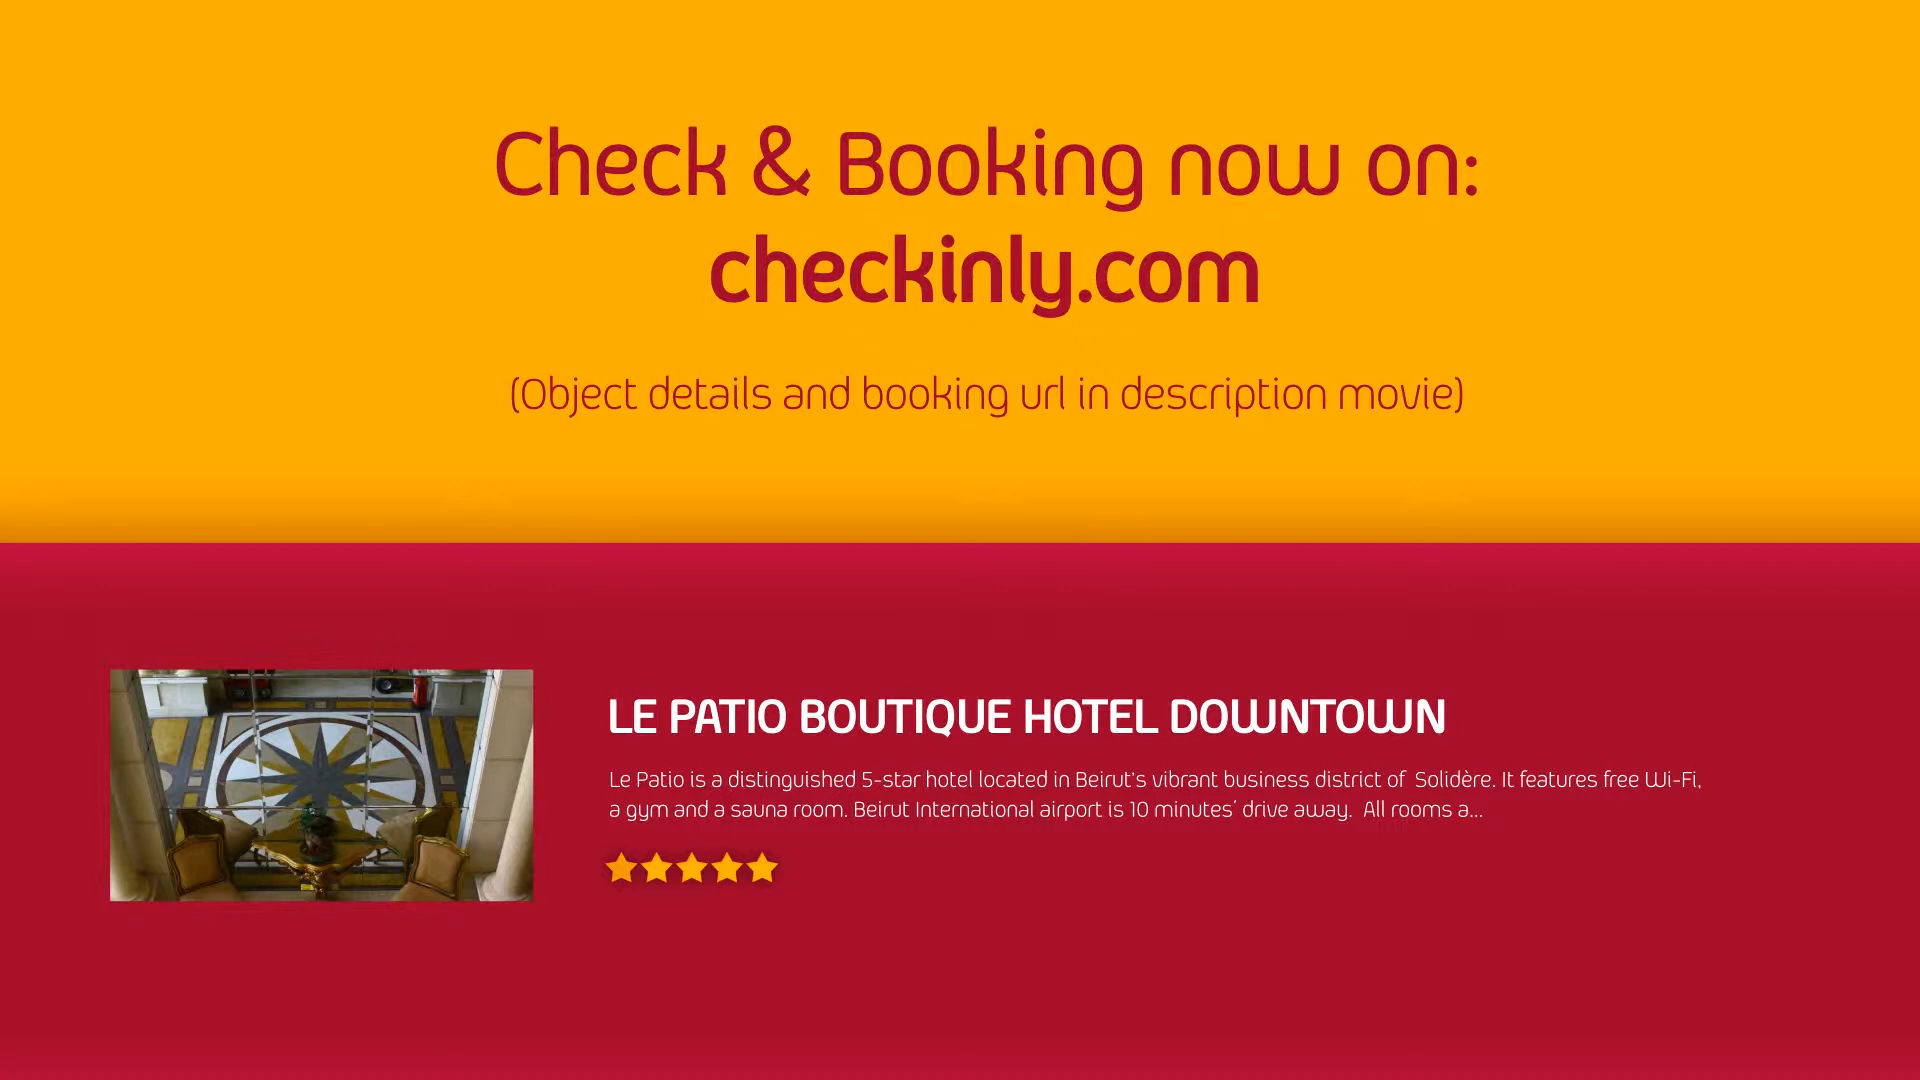 Check & Booking now on:
checkinly.com
(Object details and booking url in description movie)
LE PATIO BOUTIQUE HOTEL DOWNTOWN
Le Patio is a distinguished 5-star hotel located in Beirut's vibrant business district of  Solidère. It features free Wi-Fi,
a gym and a sauna room. Beirut International airport is 10 minutes’ drive away.  All rooms a...